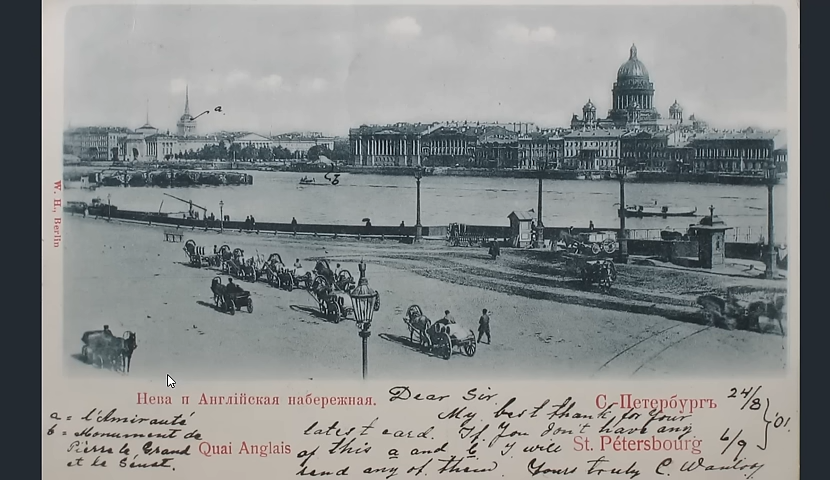 a
b
W. H., Berlin
Нева п Англійская набережная.
С.-Петербургъ
Quai Anglais
St. Pétersbourg
a = l'Amirauté
b = Monument de
Pierre le Grand
et le Sénat.
Dear Sir
My best thank for Your
latest card. If You don't have any
of this a and b I will
send any of them. Yours truly C.
24/8
6/9
'01